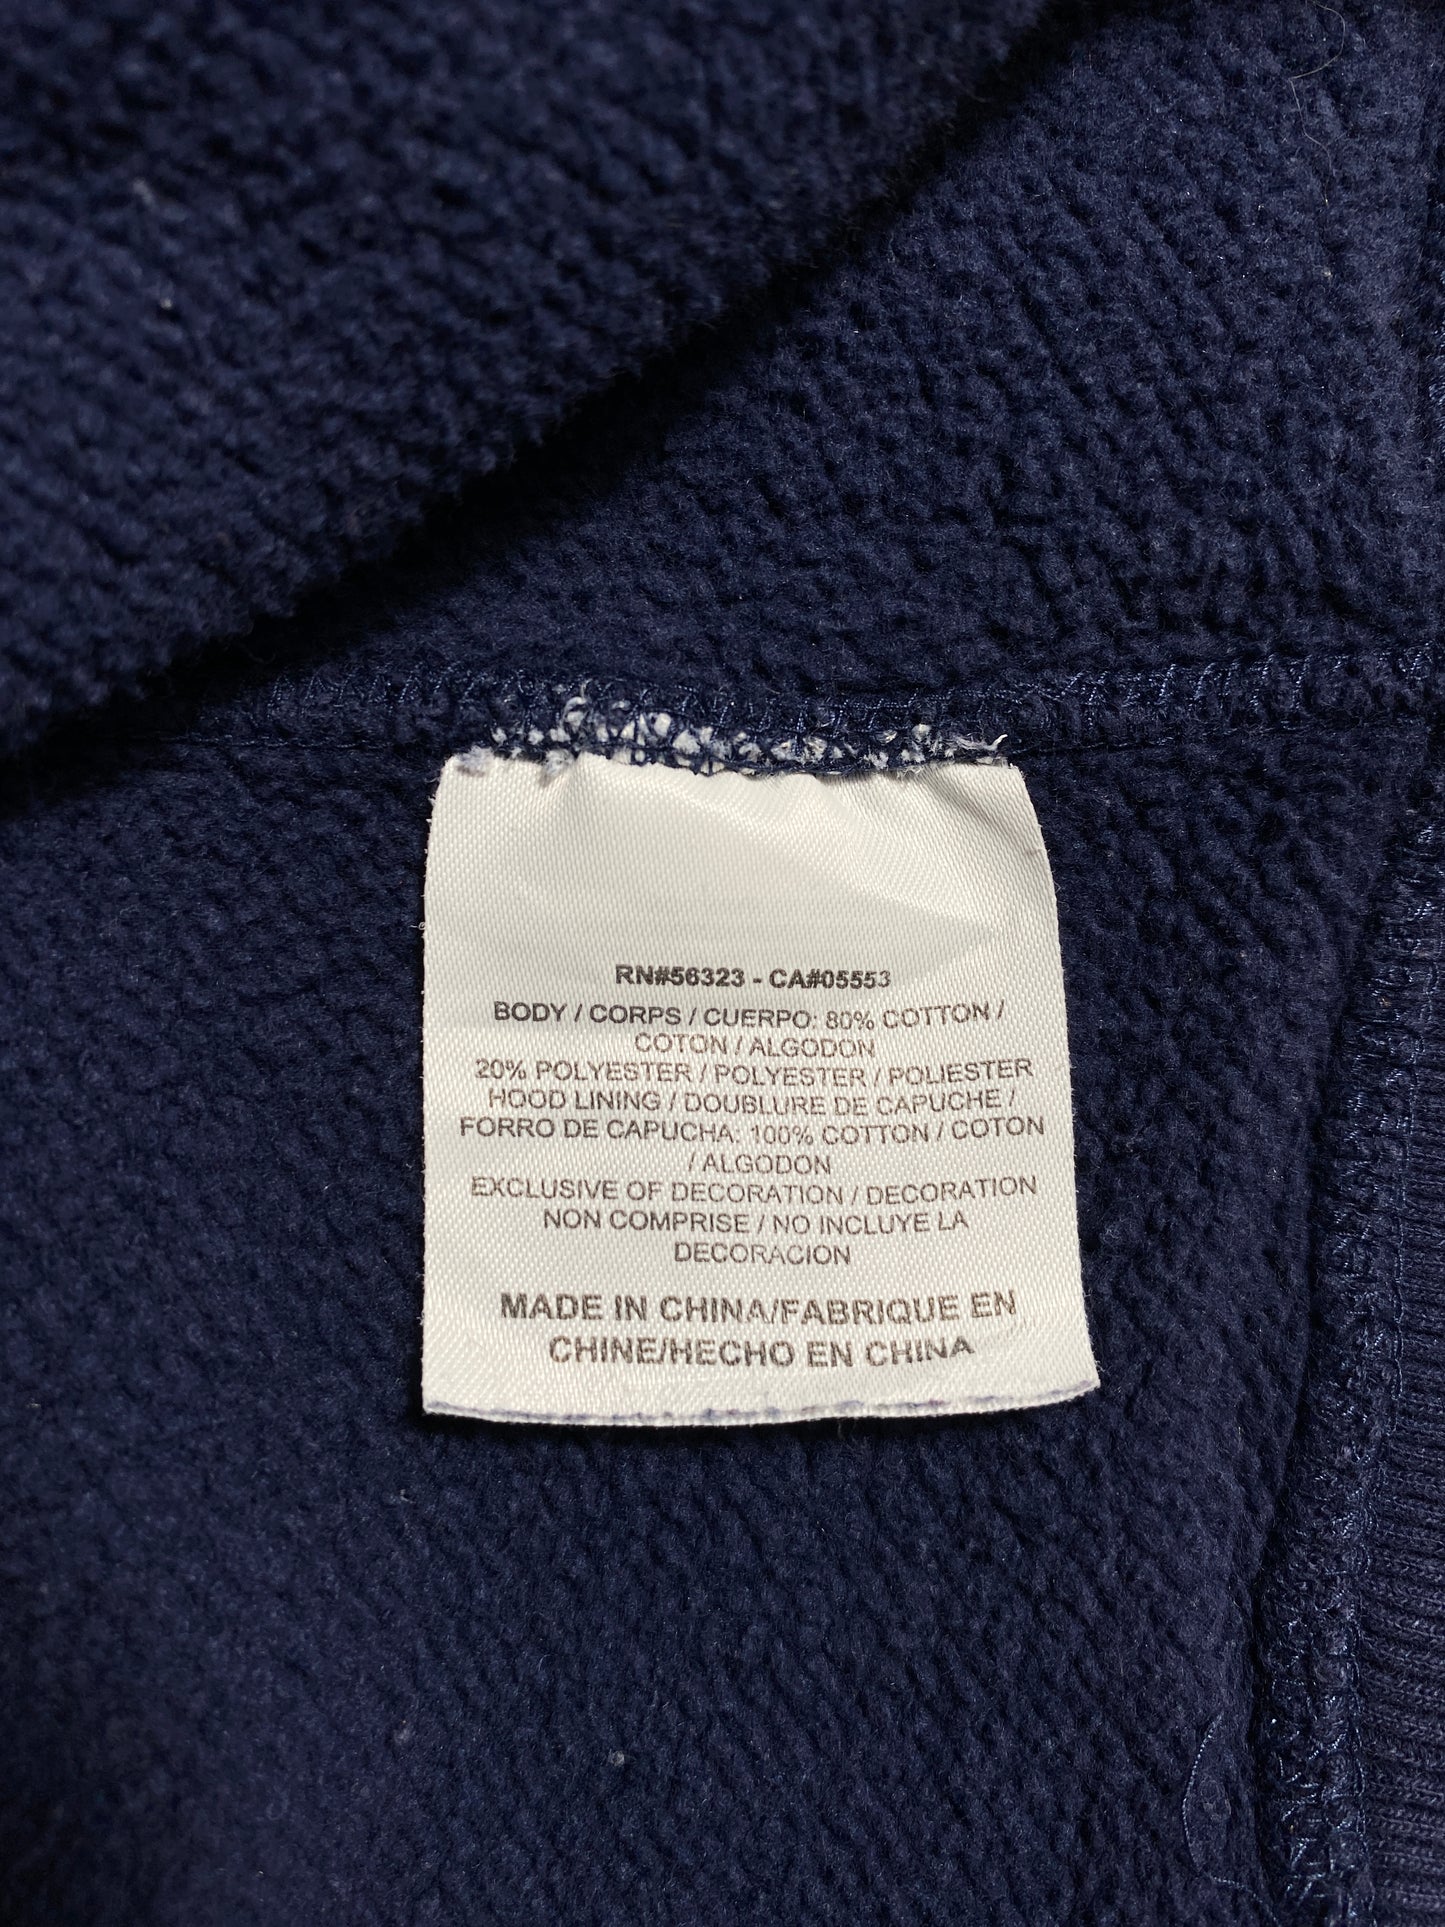 RN#56323 - CA#05553
BODY / CORPS / CUERPO: 80% COTTON /
COTON / ALGODON
20% POLYESTER / POLYESTER / POLIESTER
HOOD LINING / DOUBLURE DE CAPUCHE /
FORRO DE CAPUCHA: 100% COTTON / COTON
/ ALGODON
EXCLUSIVE OF DECORATION / DECORATION
NON COMPRISE / NO INCLUYE LA
DECORACION
MADE IN CHINA/FABRIQUE EN
CHINE/HECHO EN CHINA